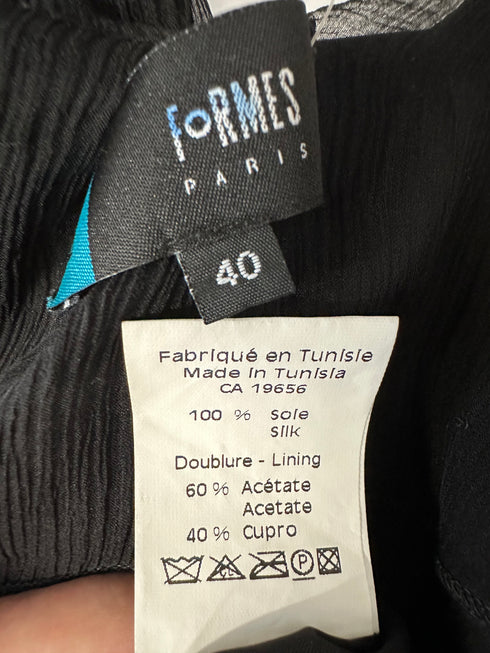 FoRMES
PARIS
40
Fabriqué en Tunisie
Made in Tunisia
CA 19656
100 % Soie
Silk
Doublure - Lining
60 % Acétate
Acetate
40 % Cupro
CL P